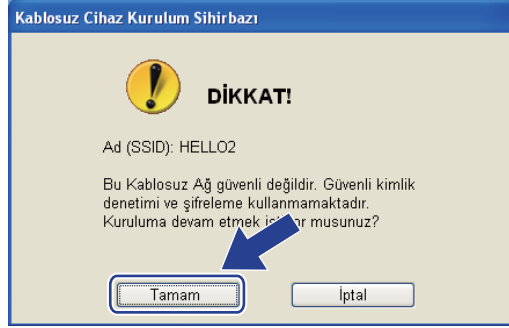 Kablosuz Cihaz Kurulum Sihirbazı
DİKKAT!
Ad (SSID): HELLO2
Bu Kablosuz Ağ güvenli değildir. Güvenli kimlik
denetimi ve şifreleme kullanmamaktadır.
Kuruluma devam etmek musunuz?
Tamam
İptal